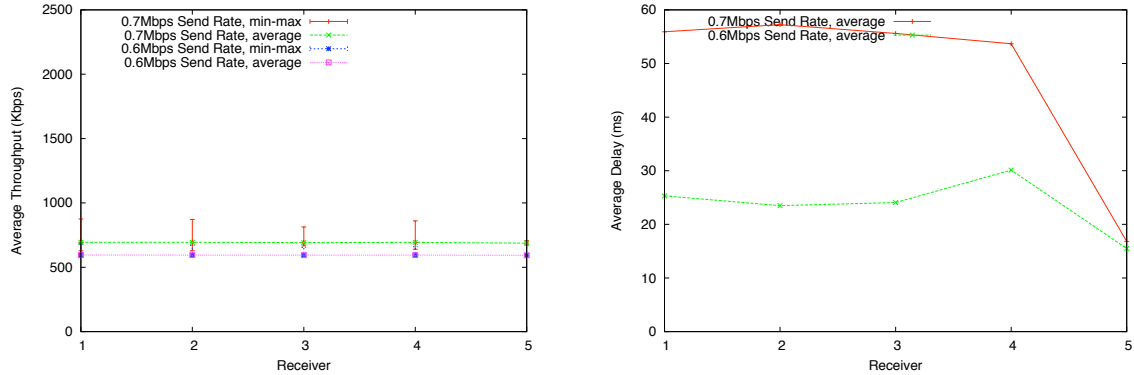 2500
2000
1500
1000
500
0
Average Throughput (Kbps)
0.7Mbps Send Rate, min-max
0.7Mbps Send Rate, average
0.6Mbps Send Rate, min-max
0.6Mbps Send Rate, average
1 2 3 4 5
Receiver
60
50
40
30
20
10
0
Average Delay (ms)
0.7Mbps Send Rate, average
0.6Mbps Send Rate, average
1 2 3 4 5
Receiver